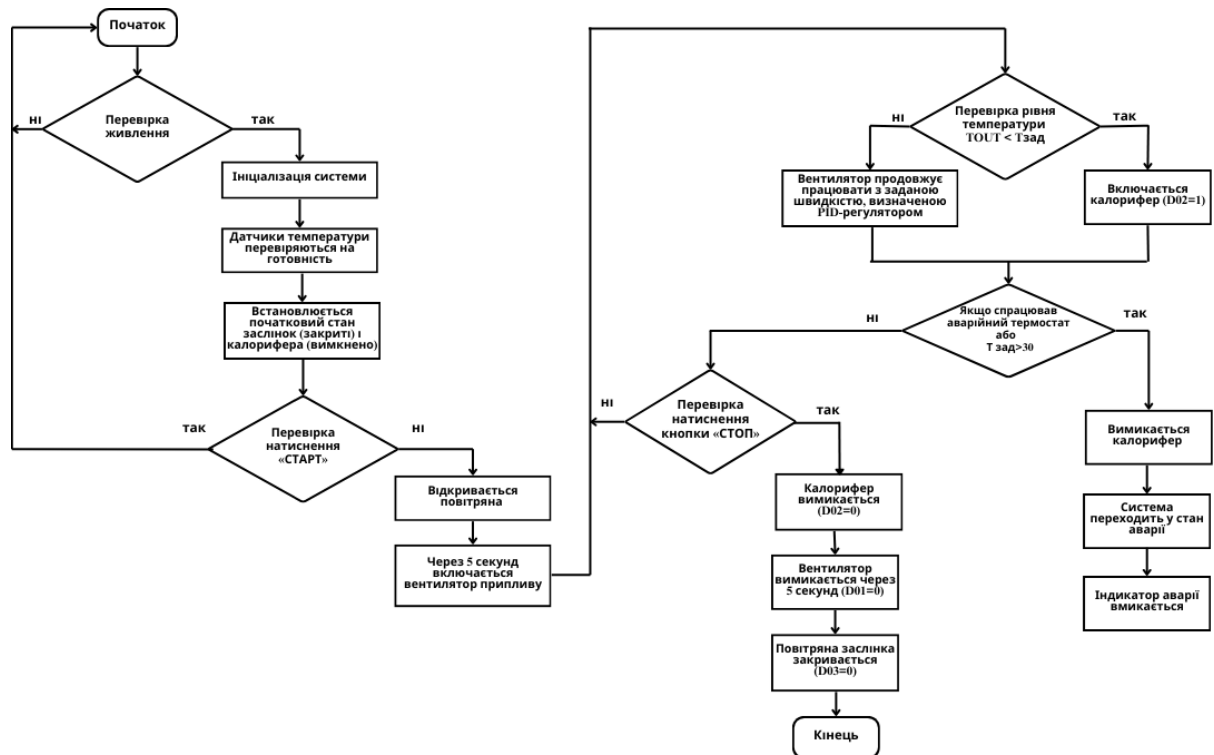 Початок
Перевірка
живлення
ні
так
Ініціалізація системи
Датчики температури
перевіряються на
готовність
Встановлюється
початковий стан
заслінок (закриті) і
калорифера (вимкнено)
так
Перевірка
натиснення
«СТАРТ»
ні
Відкривається
повітряна
Через 5 секунд
включається
вентилятор припливу
Перевірка рівня
температури
TOUT < Tзад
ні
так
Вентилятор продовжує
працювати з заданою
швидкістю, визначеною
PID-регулятором
Включається
калорифер (D02=1)
Якщо спрацював
аварійний термостат
або
Т зад>30
ні
так
Перевірка
натиснення
кнопки «СТОП»
ні
так
Вимикається
калорифер
Система
переходить у стан
аварії
Індикатор аварії
вмикається
Калорифер
вимикається
(D02=0)
Вентилятор
вимикається через
5 секунд (D01=0)
Повітряна заслінка
закривається
(D03=0)
Кінець